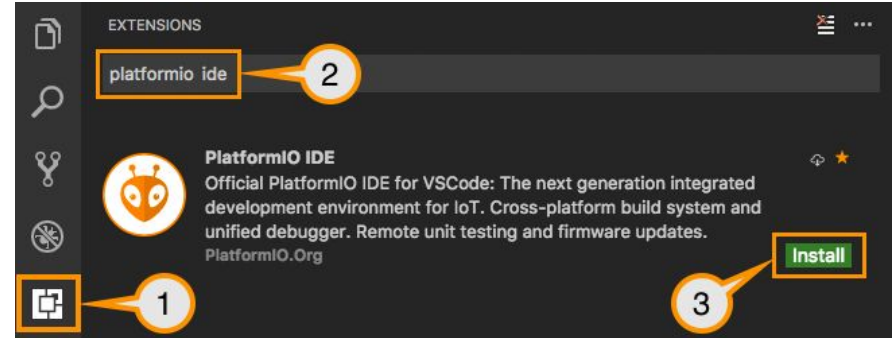 EXTENSIONS
platformio ide
2
PlatformIO IDE
Official PlatformIO IDE for VSCode: The next generation integrated
development environment for IoT. Cross-platform build system and
unified debugger. Remote unit testing and firmware updates.
PlatformIO.Org
Install
1
3